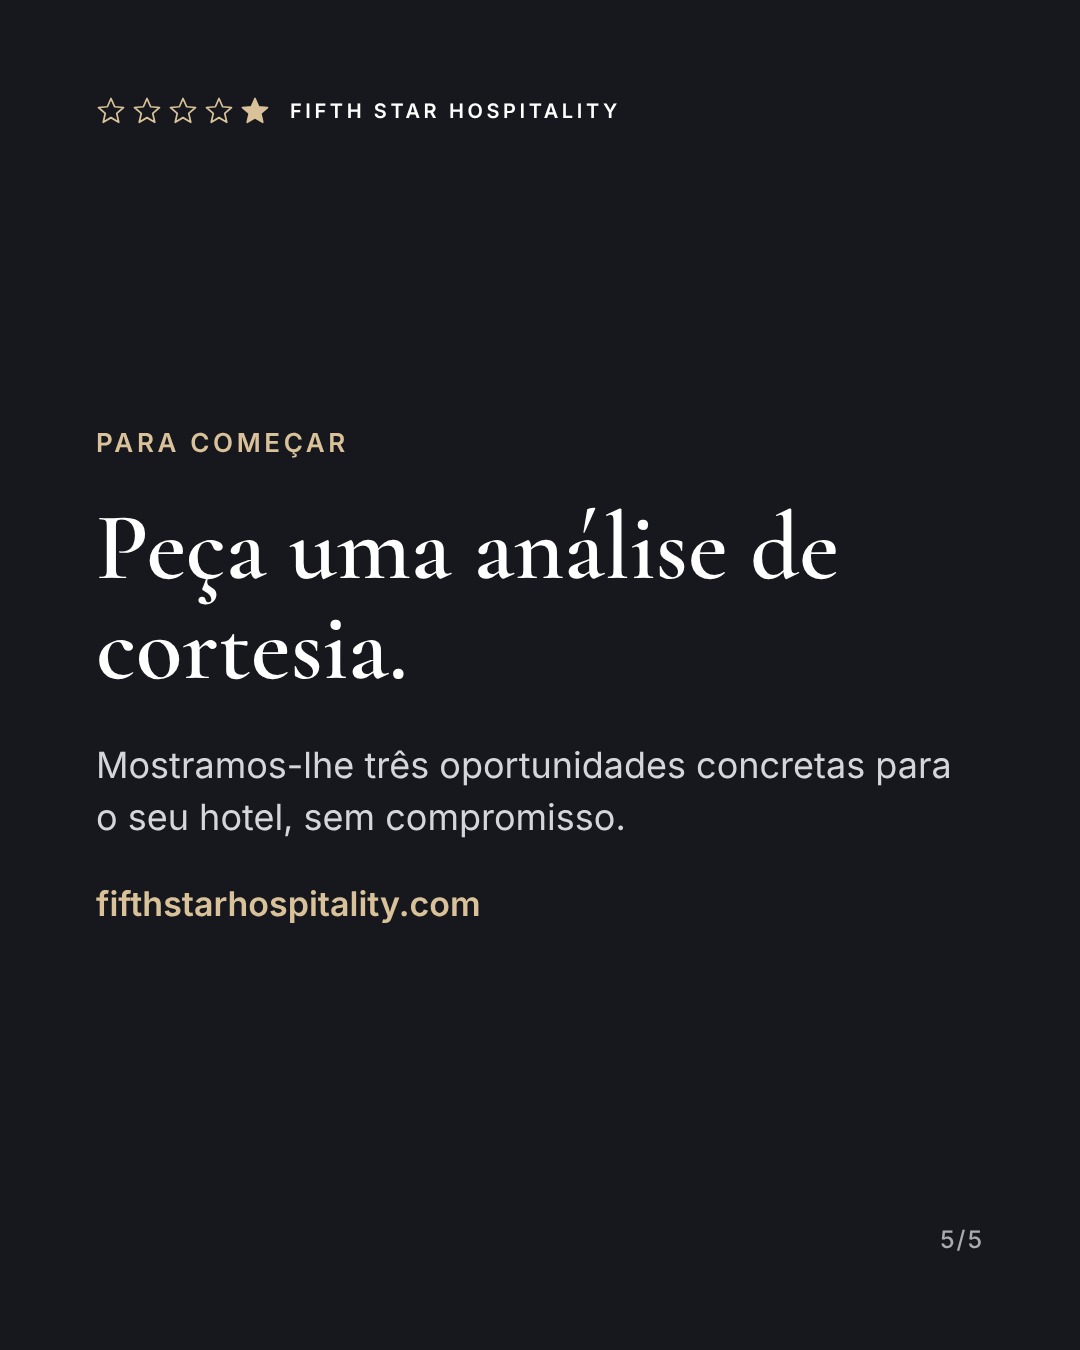 FIFTH STAR HOSPITALITY
PARA COMEÇAR
Peça uma análise de
cortesia.
Mostramos-lhe três oportunidades concretas para
o seu hotel, sem compromisso.
fifthstarhospitality.com
5/5